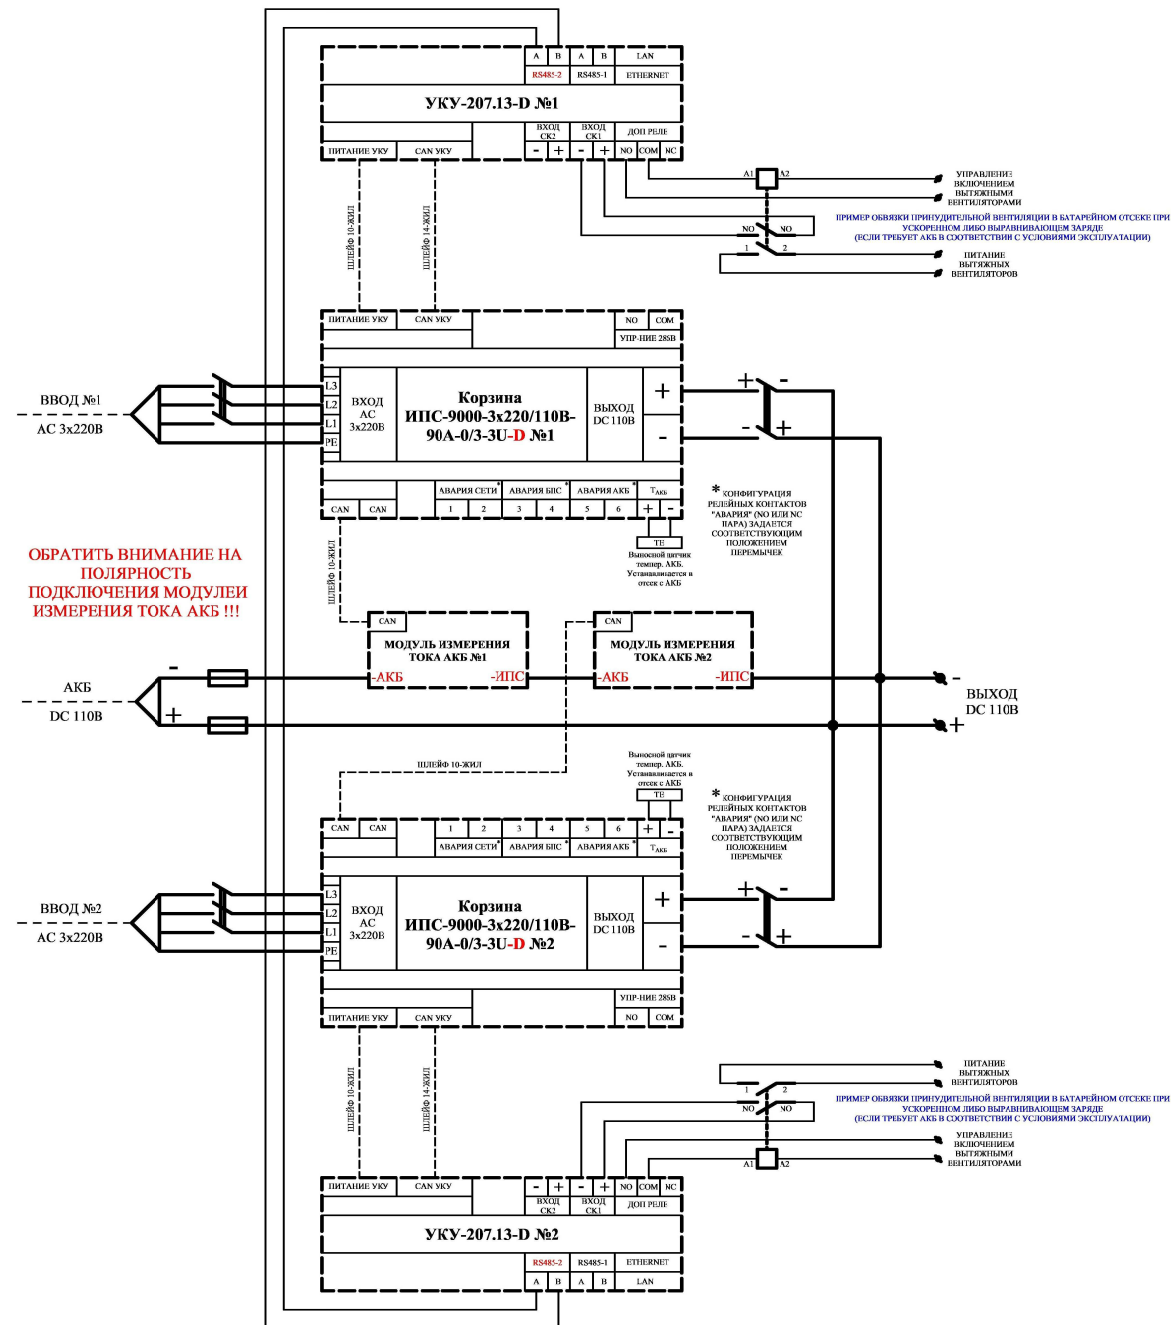 A B A B LAN
RS485-2 RS485-1 ETHERNET
УКУ-207.13-D №1
ВХОД СК2 ВХОД СК1 ДОП РЕЛЕ
ПИТАНИЕ УКУ CAN УКУ - + - + NO COM NC
ШЛЕЙФ 10-ЖИЛ
ШЛЕЙФ 14-ЖИЛ
A1 A2
УПРАВЛЕНИЕ
ВКЛЮЧЕНИЕМ
ВЫТЯЖНЫМИ
ВЕНТИЛЯТОРАМИ
ПРИМЕР ОБВЯЗКИ ПРИНУДИТЕЛЬНОЙ ВЕНТИЛЯЦИИ В БАТАРЕЙНОМ ОТСЕКЕ ПРИ
УСКОРЕННОМ ЛИБО ВЫРАВНИВАЮЩЕМ ЗАРЯДЕ
(ЕСЛИ ТРЕБУЕТ АКБ В СООТВЕТСТВИИ С УСЛОВИЯМИ ЭКСПЛУАТАЦИИ)
NO NO
1 2
ПИТАНИЕ
ВЫТЯЖНЫХ
ВЕНТИЛЯТОРОВ
ПИТАНИЕ УКУ CAN УКУ NO COM
УПР-НИЕ 286В
ВВОД №1
AC 3x220В
L3
L2
L1
PE
ВХОД
AC
3x220В
Корзина
ИПС-9000-3x220/110В-
90А-0/3-3U-D №1
ВЫХОД
DC 110В
+
-
+ -
- +
АВАРИЯ СЕТИ* АВАРИЯ БПС* АВАРИЯ АКБ* ТАКБ
CAN CAN 1 2 3 4 5 6 + -
ТЕ
Выносной датчик
темпер. АКБ.
Устанавливается в
отсек с АКБ
* КОНФИГУРАЦИЯ
РЕЛЕЙНЫХ КОНТАКТОВ
"АВАРИЯ" (NO ИЛИ NC
ПАРА) ЗАДАЕТСЯ
СООТВЕТСТВУЮЩИМ
ПОЛОЖЕНИЕМ
ПЕРЕМЫЧЕК
ШЛЕЙФ 10-ЖИЛ
ОБРАТИТЬ ВНИМАНИЕ НА
ПОЛЯРНОСТЬ
ПОДКЛЮЧЕНИЯ МОДУЛЕЙ
ИЗМЕРЕНИЯ ТОКА АКБ !!!
CAN
МОДУЛЬ ИЗМЕРЕНИЯ
ТОКА АКБ №1
-АКБ -ИПС
CAN
МОДУЛЬ ИЗМЕРЕНИЯ
ТОКА АКБ №2
-АКБ -ИПС
-
АКБ
DC 110В
+
-
ВЫХОД
DC 110В
+
ШЛЕЙФ 10-ЖИЛ
Выносной датчик
темпер. АКБ.
Устанавливается в
отсек с АКБ
ТЕ
* КОНФИГУРАЦИЯ
РЕЛЕЙНЫХ КОНТАКТОВ
"АВАРИЯ" (NO ИЛИ NC
ПАРА) ЗАДАЕТСЯ
СООТВЕТСТВУЮЩИМ
ПОЛОЖЕНИЕМ
ПЕРЕМЫЧЕК
CAN CAN 1 2 3 4 5 6 + -
АВАРИЯ СЕТИ* АВАРИЯ БПС* АВАРИЯ АКБ* ТАКБ
ВВОД №2
AC 3x220В
L3
L2
L1
PE
ВХОД
AC
3x220В
Корзина
ИПС-9000-3x220/110В-
90А-0/3-3U-D №2
ВЫХОД
DC 110В
+
-
+ -
- +
УПР-НИЕ 286В
ПИТАНИЕ УКУ CAN УКУ NO COM
ШЛЕЙФ 10-ЖИЛ
ШЛЕЙФ 14-ЖИЛ
ПИТАНИЕ
ВЫТЯЖНЫХ
ВЕНТИЛЯТОРОВ
1 2
NO NO
ПРИМЕР ОБВЯЗКИ ПРИНУДИТЕЛЬНОЙ ВЕНТИЛЯЦИИ В БАТАРЕЙНОМ ОТСЕКЕ ПРИ
УСКОРЕННОМ ЛИБО ВЫРАВНИВАЮЩЕМ ЗАРЯДЕ
(ЕСЛИ ТРЕБУЕТ АКБ В СООТВЕТСТВИИ С УСЛОВИЯМИ ЭКСПЛУАТАЦИИ)
УПРАВЛЕНИЕ
ВКЛЮЧЕНИЕМ
ВЫТЯЖНЫМИ
ВЕНТИЛЯТОРАМИ
A1 A2
ПИТАНИЕ УКУ CAN УКУ - + - + NO COM NC
ВХОД СК2 ВХОД СК1 ДОП РЕЛЕ
УКУ-207.13-D №2
RS485-2 RS485-1 ETHERNET
A B A B LAN